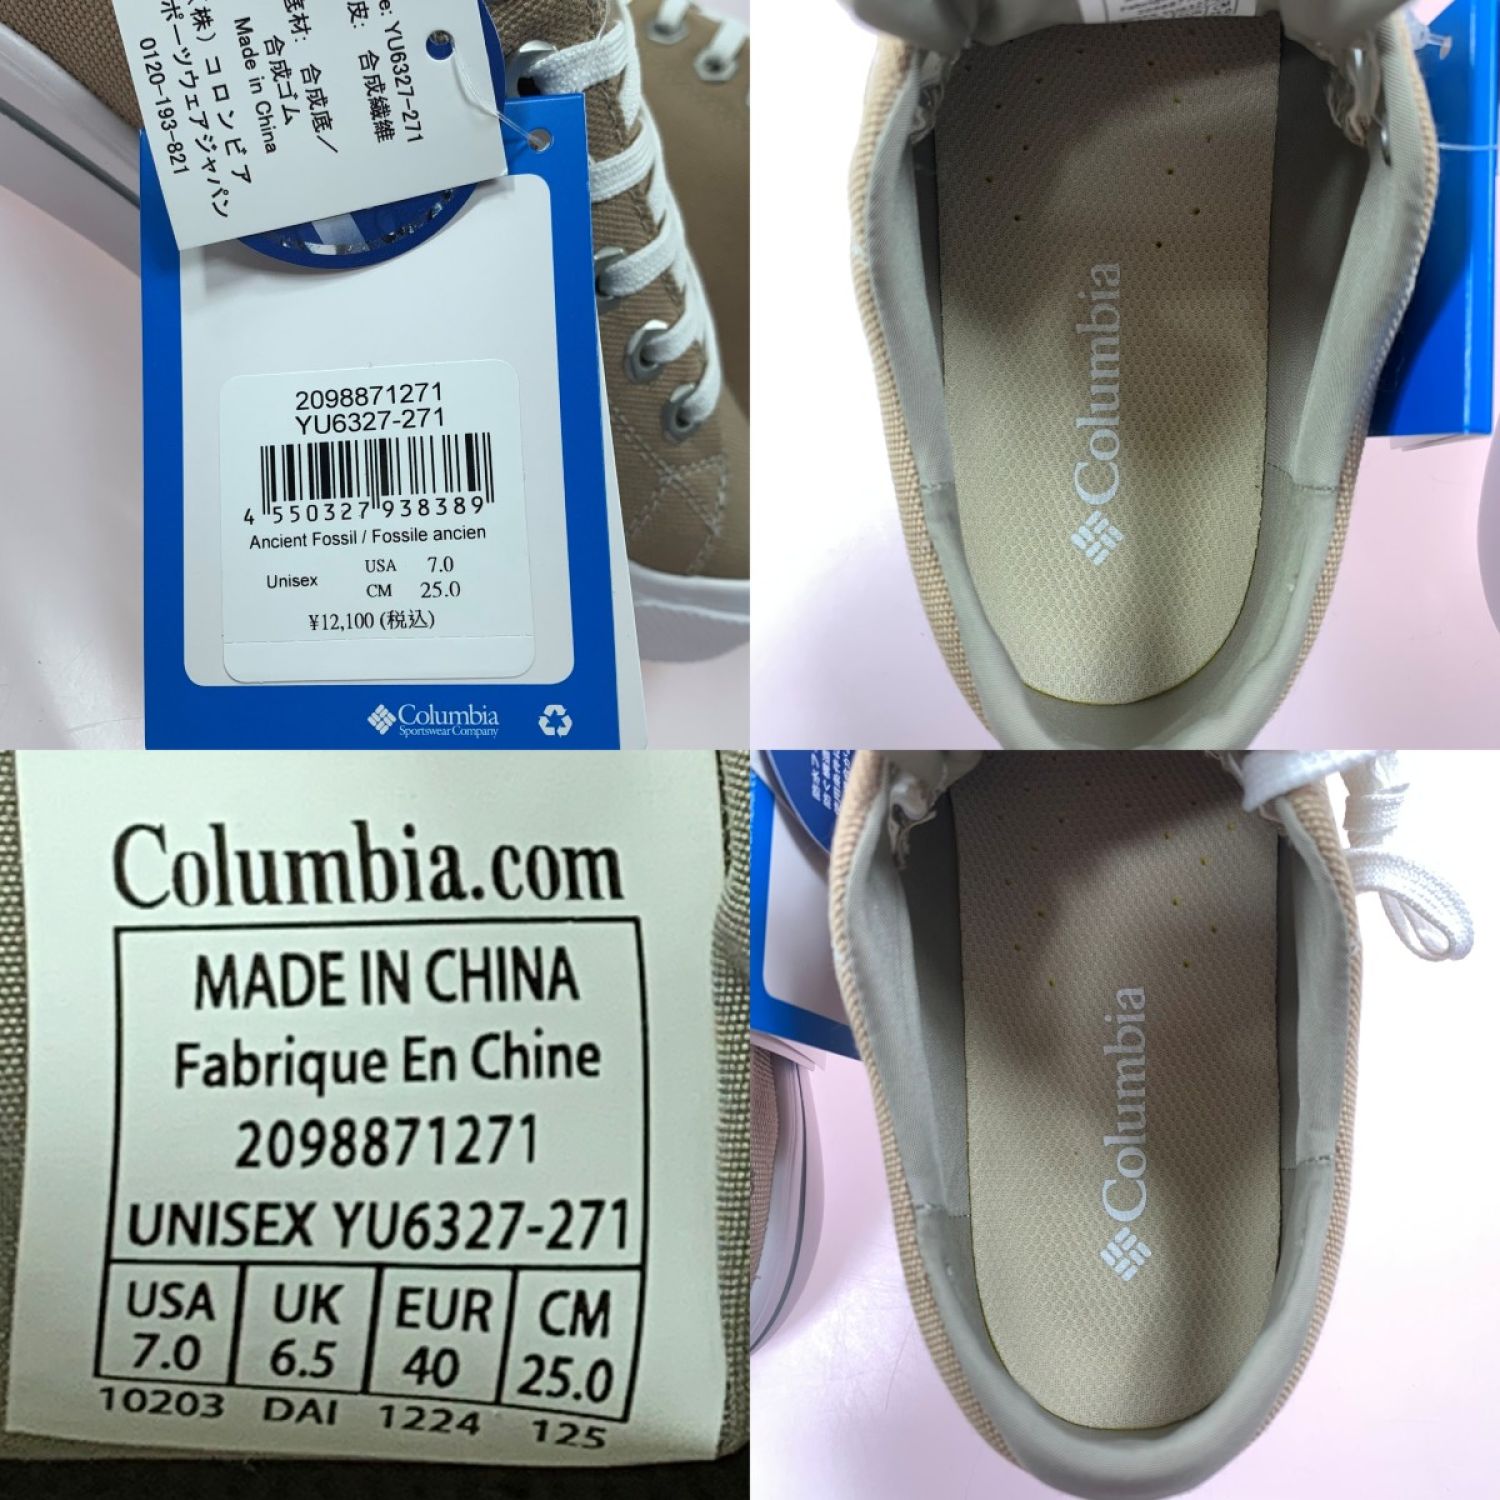 e: YU6327-271
皮: 合成繊維
底材: 合成底／
合成ゴム
Made in China
（株）コロンビア
ポーツウェアジャパン
0120-193-821
2098871271
YU6327-271
4 550327 938389
Ancient Fossil / Fossile ancien
Unisex
USA 7.0
CM 25.0
¥12,100 (税込)
Columbia
Sportswear Company
Columbia
Columbia.com
MADE IN CHINA
Fabrique En Chine
2098871271
UNISEX YU6327-271
USA UK EUR CM
7.0 6.5 40 25.0
10203 DAI 1224 125
Columbia